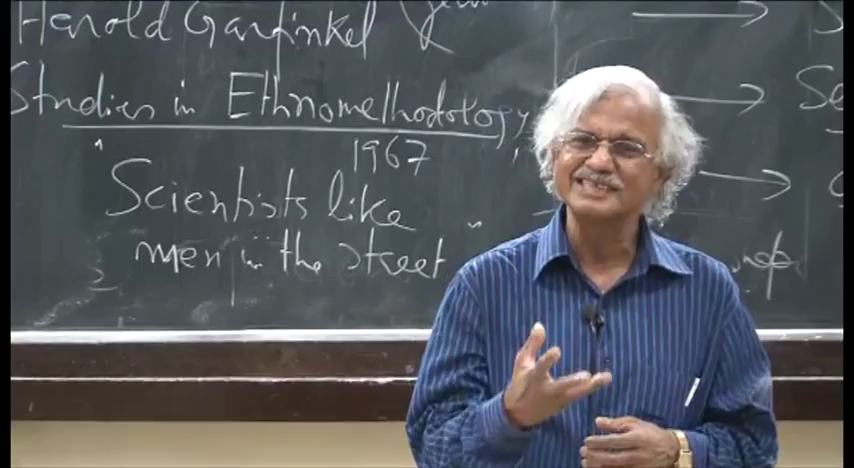 Harold Garfinkel
Studies in Ethnomethodology,
1967
"Scientists like
men in the street"